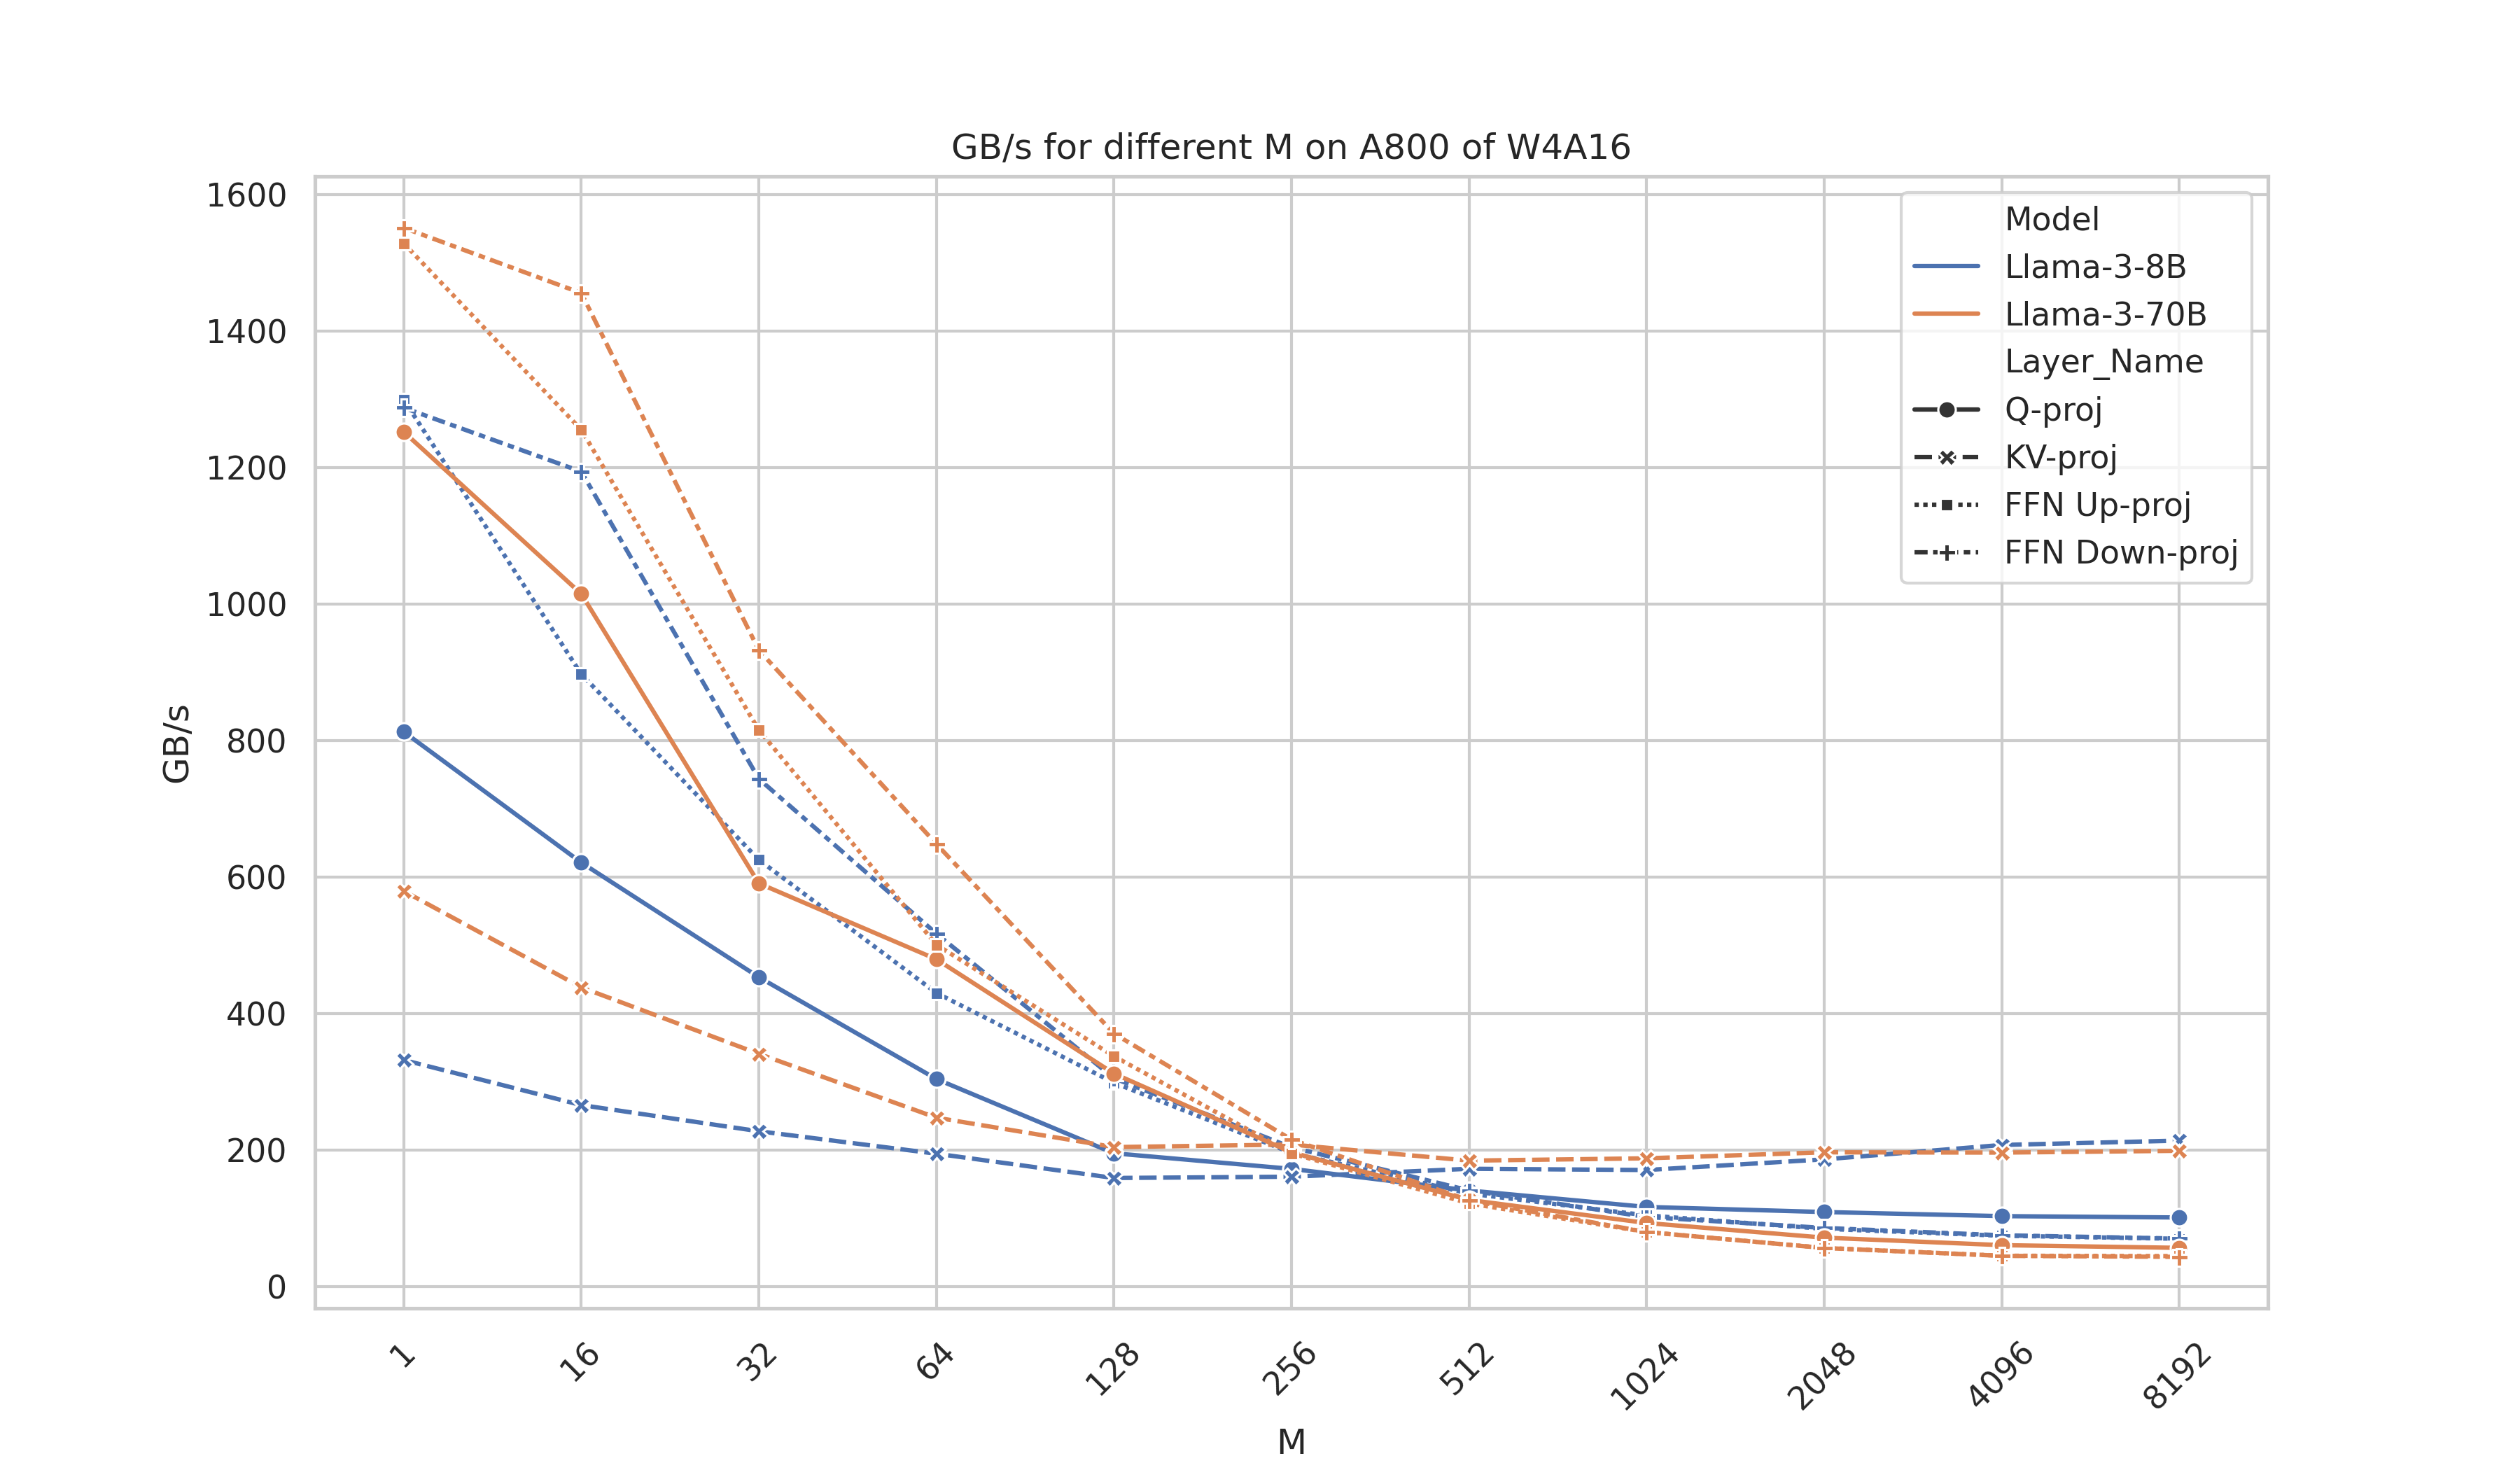 GB/s for different M on A800 of W4A16
1600
1400
1200
1000
800
600
400
200
0
GB/s
Model
Llama-3-8B
Llama-3-70B
Layer_Name
Q-proj
KV-proj
FFN Up-proj
FFN Down-proj
1
16
32
64
128
256
512
1024
2048
4096
8192
M